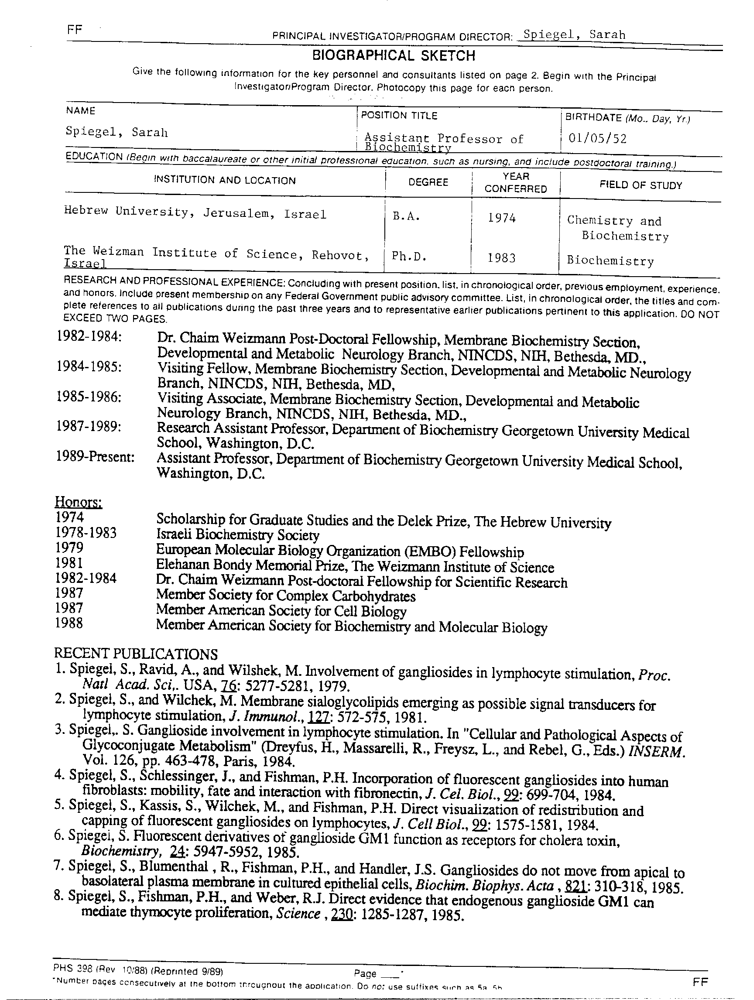 FF
PRINCIPAL INVESTIGATOR/PROGRAM DIRECTOR: Spiegel, Sarah
BIOGRAPHICAL SKETCH
Give the following information for the key personnel and consultants listed on page 2. Begin with the Principal
Investigator/Program Director. Photocopy this page for each person.
NAME
POSITION TITLE
BIRTHDATE (Mo., Day, Yr.)
Spiegel, Sarah
Assistant Professor of
Biochemistry
01/05/52
EDUCATION (Begin with baccalaureate or other initial professional education, such as nursing, and include postdoctoral training.)
INSTITUTION AND LOCATION
DEGREE
YEAR
CONFERRED
FIELD OF STUDY
Hebrew University, Jerusalem, Israel
B.A.
1974
Chemistry and
Biochemistry
The Weizman Institute of Science, Rehovot,
Israel
Ph.D.
1983
Biochemistry
RESEARCH AND PROFESSIONAL EXPERIENCE: Concluding with present position, list, in chronological order, previous employment, experience,
and honors. Include present membership on any Federal Government public advisory committee. List, in chronological order, the titles and com-
plete references to all publications during the past three years and to representative earlier publications pertinent to this application. DO NOT
EXCEED TWO PAGES.
1982-1984: Dr. Chaim Weizmann Post-Doctoral Fellowship, Membrane Biochemistry Section,
Developmental and Metabolic Neurology Branch, NINCDS, NIH, Bethesda, MD.,
1984-1985: Visiting Fellow, Membrane Biochemistry Section, Developmental and Metabolic Neurology
Branch, NINCDS, NIH, Bethesda, MD,
1985-1986: Visiting Associate, Membrane Biochemistry Section, Developmental and Metabolic
Neurology Branch, NINCDS, NIH, Bethesda, MD.,
1987-1989: Research Assistant Professor, Department of Biochemistry Georgetown University Medical
School, Washington, D.C.
1989-Present: Assistant Professor, Department of Biochemistry Georgetown University Medical School,
Washington, D.C.
Honors:
1974 Scholarship for Graduate Studies and the Delek Prize, The Hebrew University
1978-1983 Israeli Biochemistry Society
1979 European Molecular Biology Organization (EMBO) Fellowship
1981 Elehanan Bondy Memorial Prize, The Weizmann Institute of Science
1982-1984 Dr. Chaim Weizmann Post-doctoral Fellowship for Scientific Research
1987 Member Society for Complex Carbohydrates
1987 Member American Society for Cell Biology
1988 Member American Society for Biochemistry and Molecular Biology
RECENT PUBLICATIONS
1. Spiegel, S., Ravid, A., and Wilshek, M. Involvement of gangliosides in lymphocyte stimulation, Proc.
Natl Acad. Sci,. USA, 76: 5277-5281, 1979.
2. Spiegel, S., and Wilchek, M. Membrane sialoglycolipids emerging as possible signal transducers for
lymphocyte stimulation, J. Immunol., 127: 572-575, 1981.
3. Spiegel,. S. Ganglioside involvement in lymphocyte stimulation. In "Cellular and Pathological Aspects of
Glycoconjugate Metabolism" (Dreyfus, H., Massarelli, R., Freysz, L., and Rebel, G., Eds.) INSERM.
Vol. 126, pp. 463-478, Paris, 1984.
4. Spiegel, S., Schlessinger, J., and Fishman, P.H. Incorporation of fluorescent gangliosides into human
fibroblasts: mobility, fate and interaction with fibronectin, J. Cel. Biol., 99: 699-704, 1984.
5. Spiegel, S., Kassis, S., Wilchek, M., and Fishman, P.H. Direct visualization of redistribution and
capping of fluorescent gangliosides on lymphocytes, J. Cell Biol., 99: 1575-1581, 1984.
6. Spiegel, S. Fluorescent derivatives of ganglioside GM1 function as receptors for cholera toxin,
Biochemistry, 24: 5947-5952, 1985.
7. Spiegel, S., Blumenthal , R., Fishman, P.H., and Handler, J.S. Gangliosides do not move from apical to
basolateral plasma membrane in cultured epithelial cells, Biochim. Biophys. Acta , 821: 310-318, 1985.
8. Spiegel, S., Fishman, P.H., and Weber, R.J. Direct evidence that endogenous ganglioside GM1 can
mediate thymocyte proliferation, Science , 230: 1285-1287, 1985.
PHS 398 (Rev. 10/88) (Reprinted 9/89)
Page ___*
*Number pages consecutively at the bottom throughout the application. Do not use suffixes such as 5a, 5b.
FF